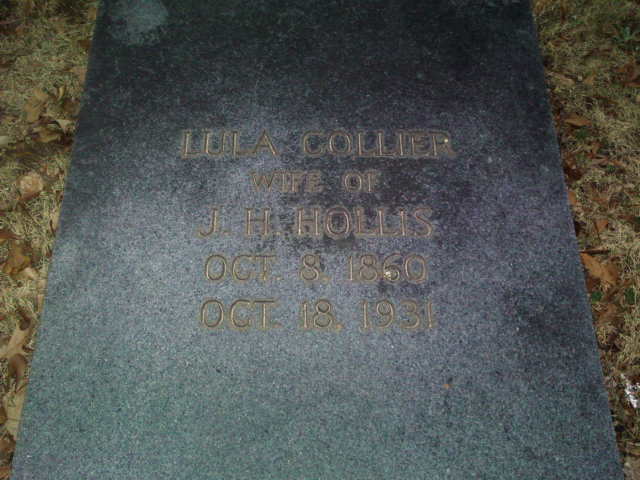 LULA COLLIER
WIFE OF
J. H. HOLLIS
OCT. 8, 1860
OCT. 18, 1931